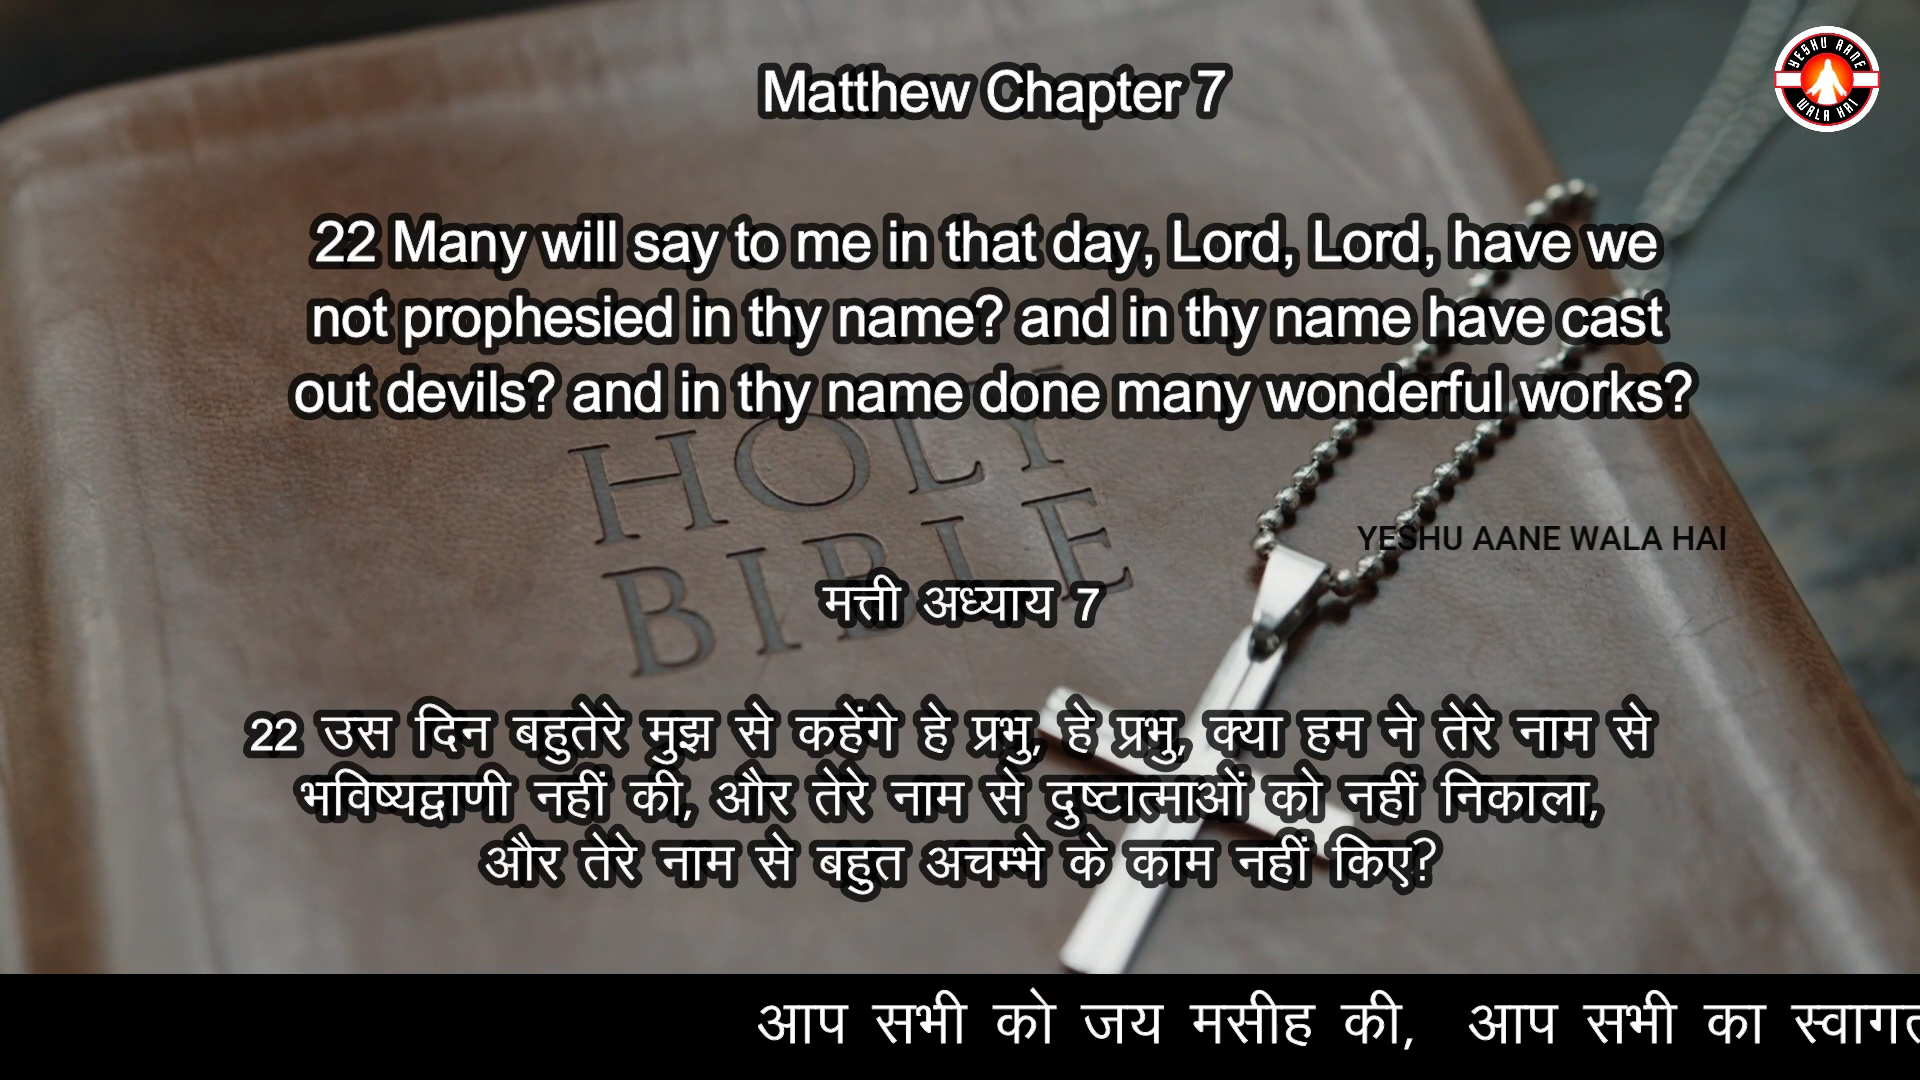 YESHU AANE
WALA HAI
Matthew Chapter 7
22 Many will say to me in that day, Lord, Lord, have we
not prophesied in thy name? and in thy name have cast
out devils? and in thy name done many wonderful works?
HOLY
BIBLE
YESHU AANE WALA HAI
मत्ती अध्याय 7
22 उस दिन बहुतेरे मुझ से कहेंगे हे प्रभु, हे प्रभु, क्या हम ने तेरे नाम से
भविष्यद्वाणी नहीं की, और तेरे नाम से दुष्टात्माओं को नहीं निकाला,
और तेरे नाम से बहुत अचम्भे के काम नहीं किए?
आप सभी को जय मसीह की, आप सभी का स्वागत